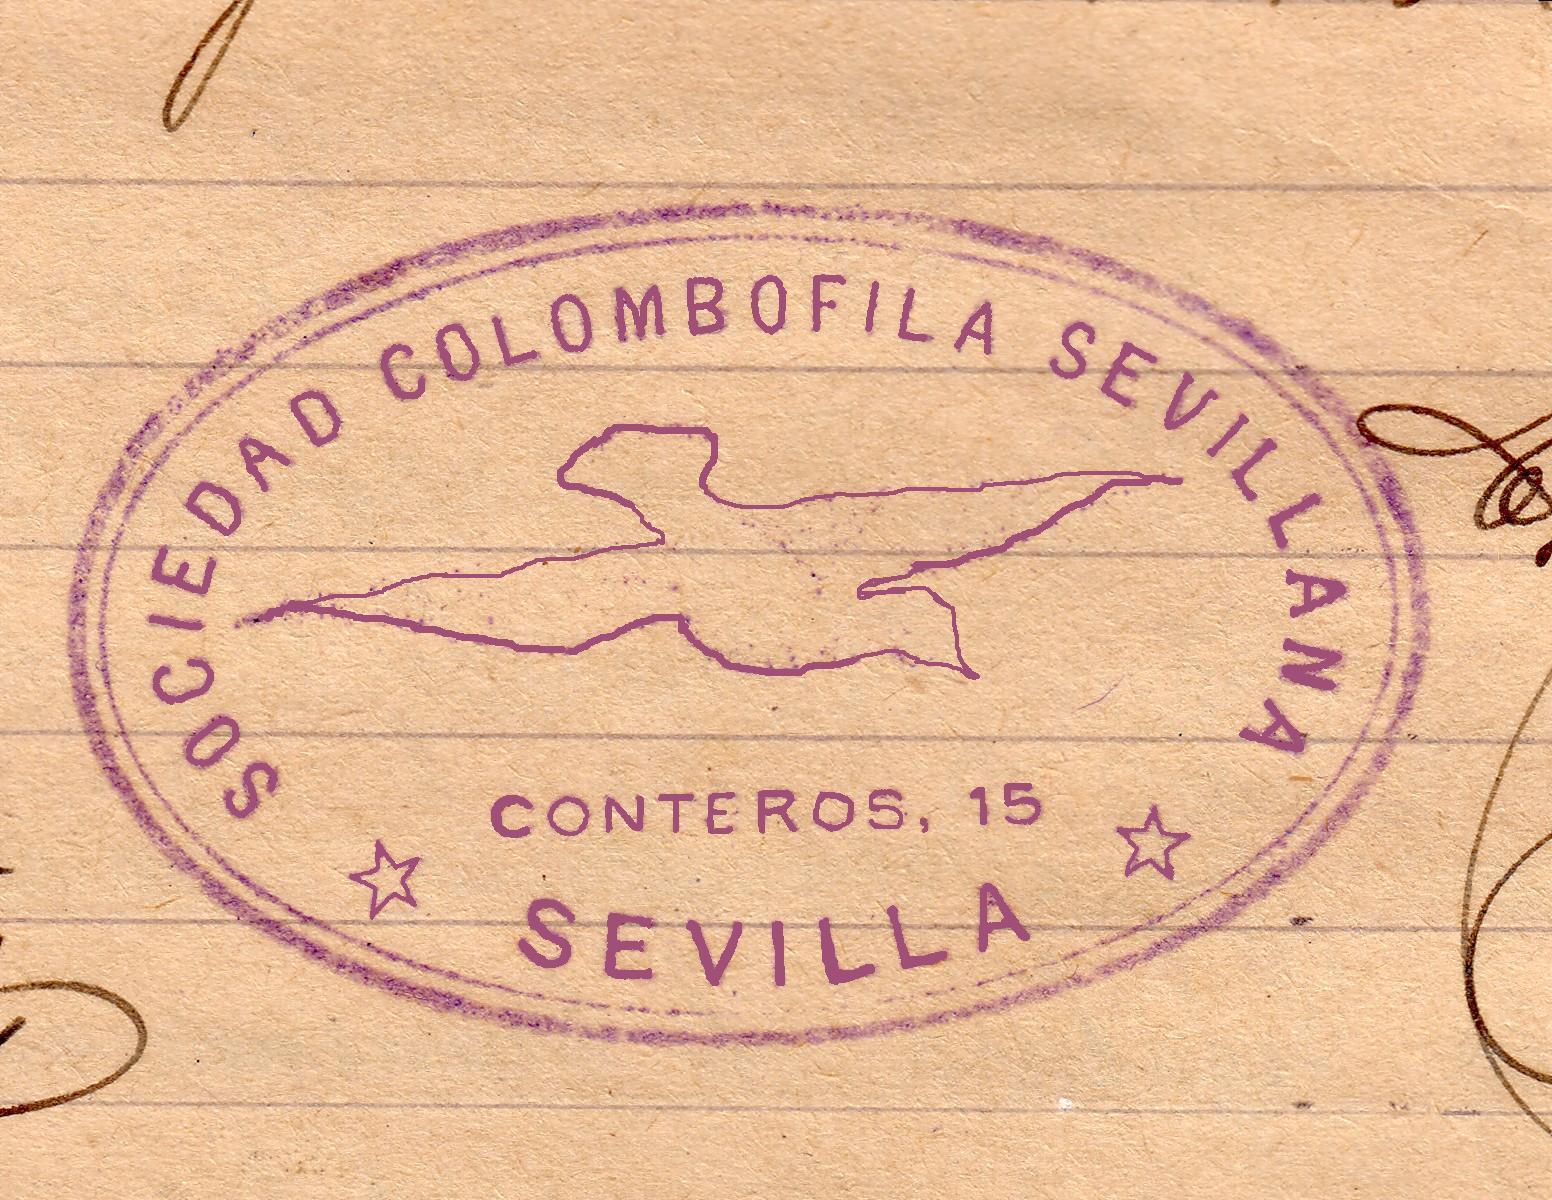 SOCIEDAD COLOMBOFILA SEVILLANA
CONTEROS, 15
SEVILLA